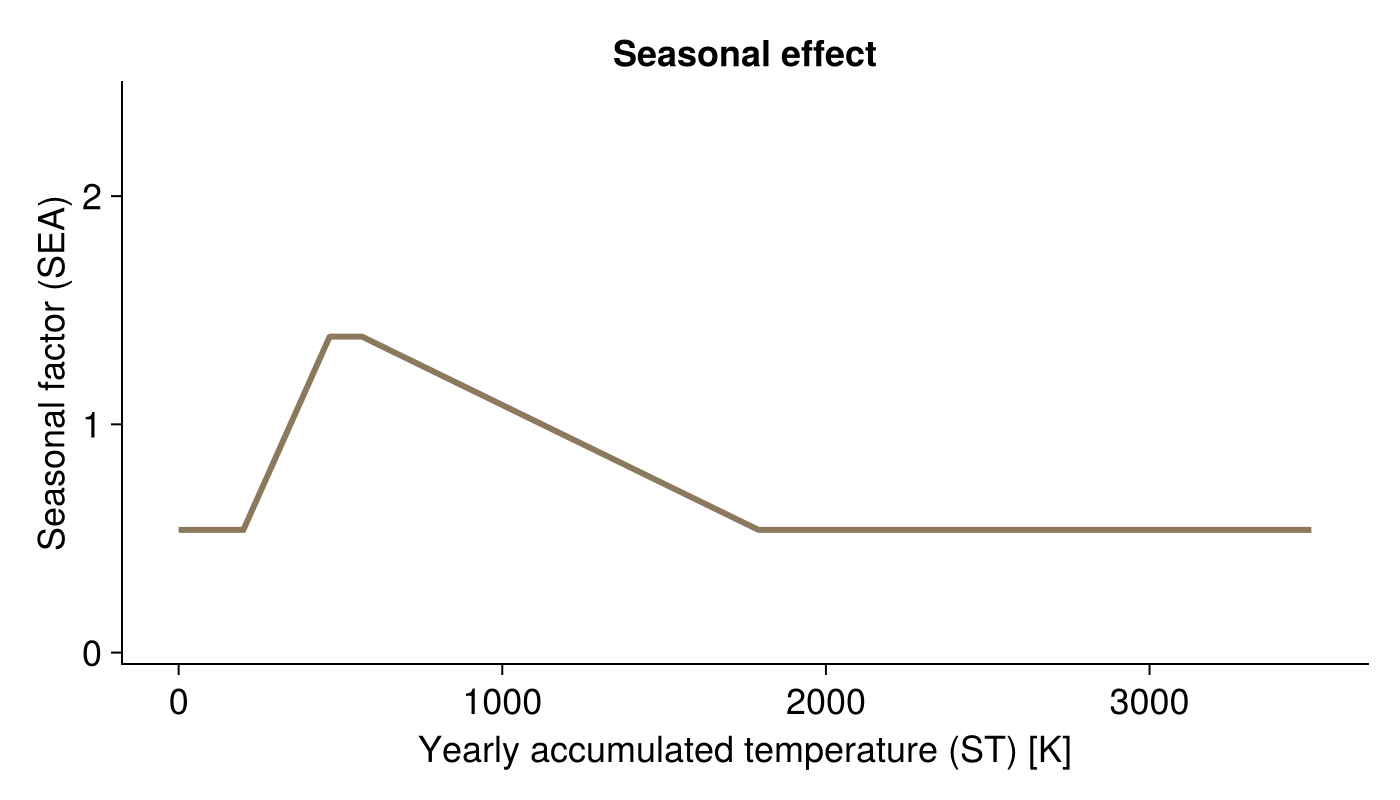 Seasonal effect
Seasonal factor (SEA)
2
1
0
0 1000 2000 3000
Yearly accumulated temperature (ST) [K]